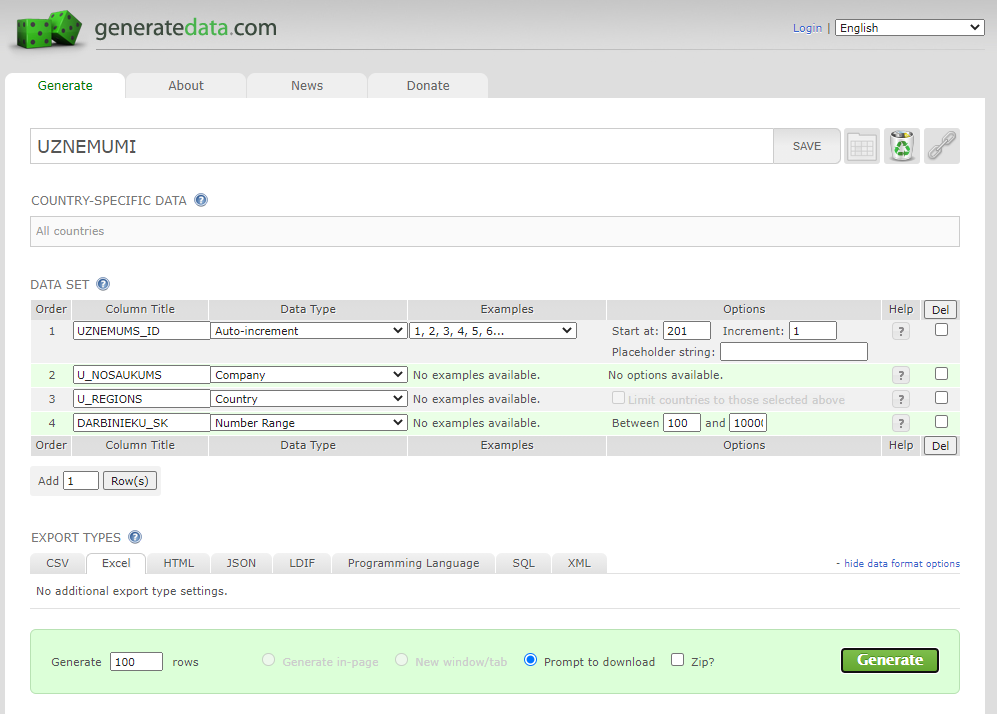 generatedata.com
Login | English
Generate About News Donate
UZNEMUMI SAVE
COUNTRY-SPECIFIC DATA ?
All countries
DATA SET ?
Order Column Title Data Type Examples Options Help Del
1 UZNEMUMS_ID Auto-increment 1, 2, 3, 4, 5, 6... Start at: 201 Increment: 1 ?
Placeholder string:
2 U_NOSAUKUMS Company No examples available. No options available. ?
3 U_REGIONS Country No examples available. Limit countries to those selected above ?
4 DARBINIEKU_SK Number Range No examples available. Between 100 and 1000 ?
Order Column Title Data Type Examples Options Help Del
Add 1 Row(s)
EXPORT TYPES ?
CSV Excel HTML JSON LDIF Programming Language SQL XML - hide data format options
No additional export type settings.
Generate 100 rows Generate in-page New window/tab Prompt to download Zip? Generate